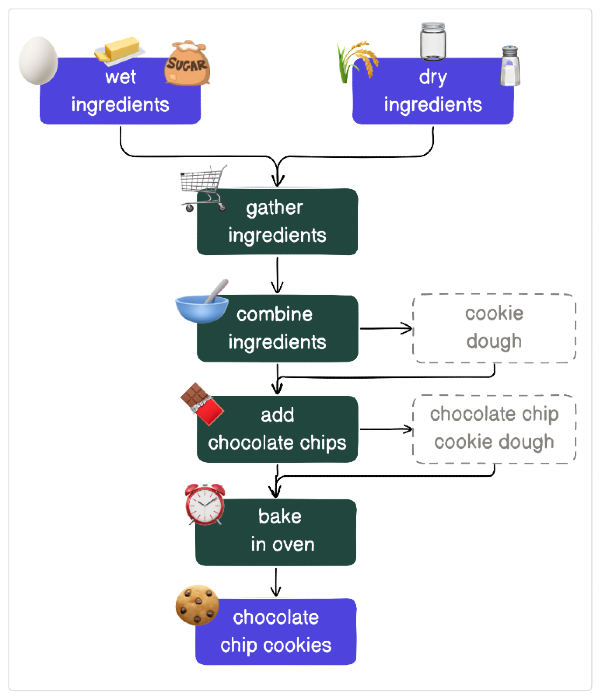 SUGAR
wet
ingredients
dry
ingredients
gather
ingredients
combine
ingredients
cookie
dough
add
chocolate chips
chocolate chip
cookie dough
bake
in oven
chocolate
chip cookies